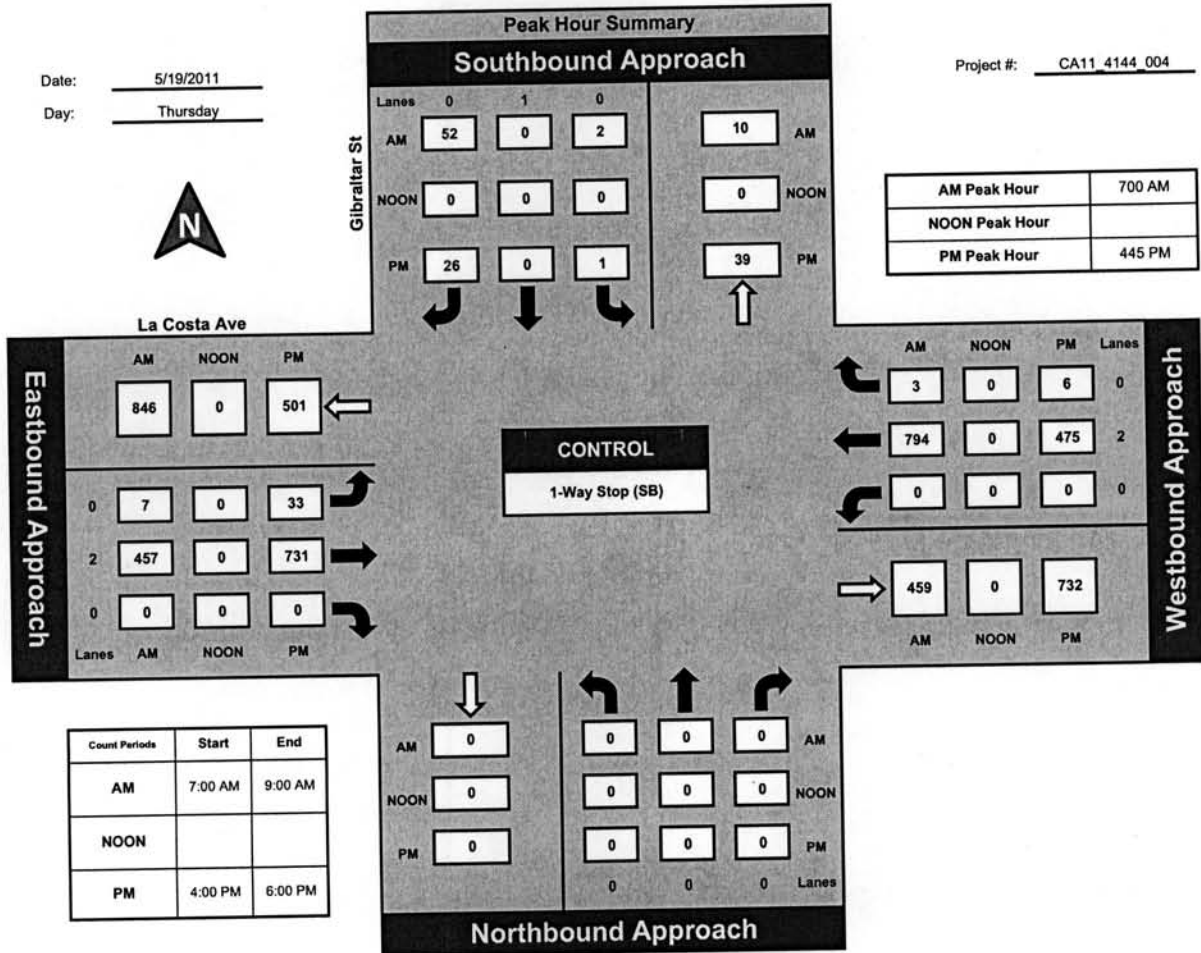 Peak Hour Summary
Southbound Approach
Date: 5/19/2011
Day: Thursday
Project #: CA11_4144_004
N
Gibraltar St
Lanes 0 1 0
AM 52 0 2 10 AM
NOON 0 0 0 0 NOON
PM 26 0 1 39 PM
AM Peak Hour 700 AM
NOON Peak Hour
PM Peak Hour 445 PM
La Costa Ave
Eastbound Approach
AM NOON PM
846 0 501
0 7 0 33
2 457 0 731
0 0 0 0
Lanes AM NOON PM
CONTROL
1-Way Stop (SB)
AM NOON PM Lanes
3 0 6 0
794 0 475 2
0 0 0 0
459 0 732
AM NOON PM
Westbound Approach
Count Periods Start End
AM 7:00 AM 9:00 AM
NOON
PM 4:00 PM 6:00 PM
AM 0 0 0 0 AM
NOON 0 0 0 0 NOON
PM 0 0 0 0 PM
0 0 0 Lanes
Northbound Approach